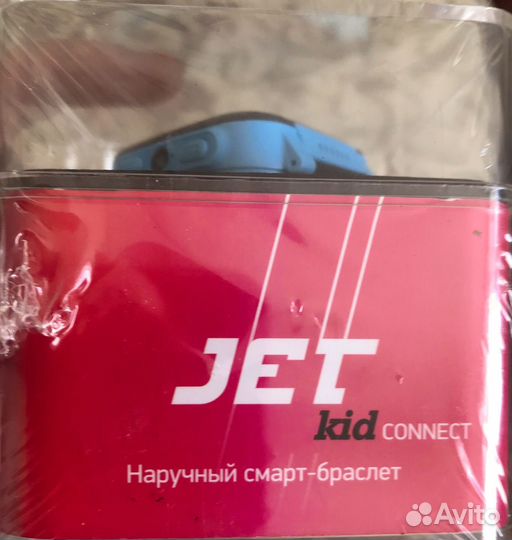 JET
kid CONNECT
Наручный смарт-браслет
Avito